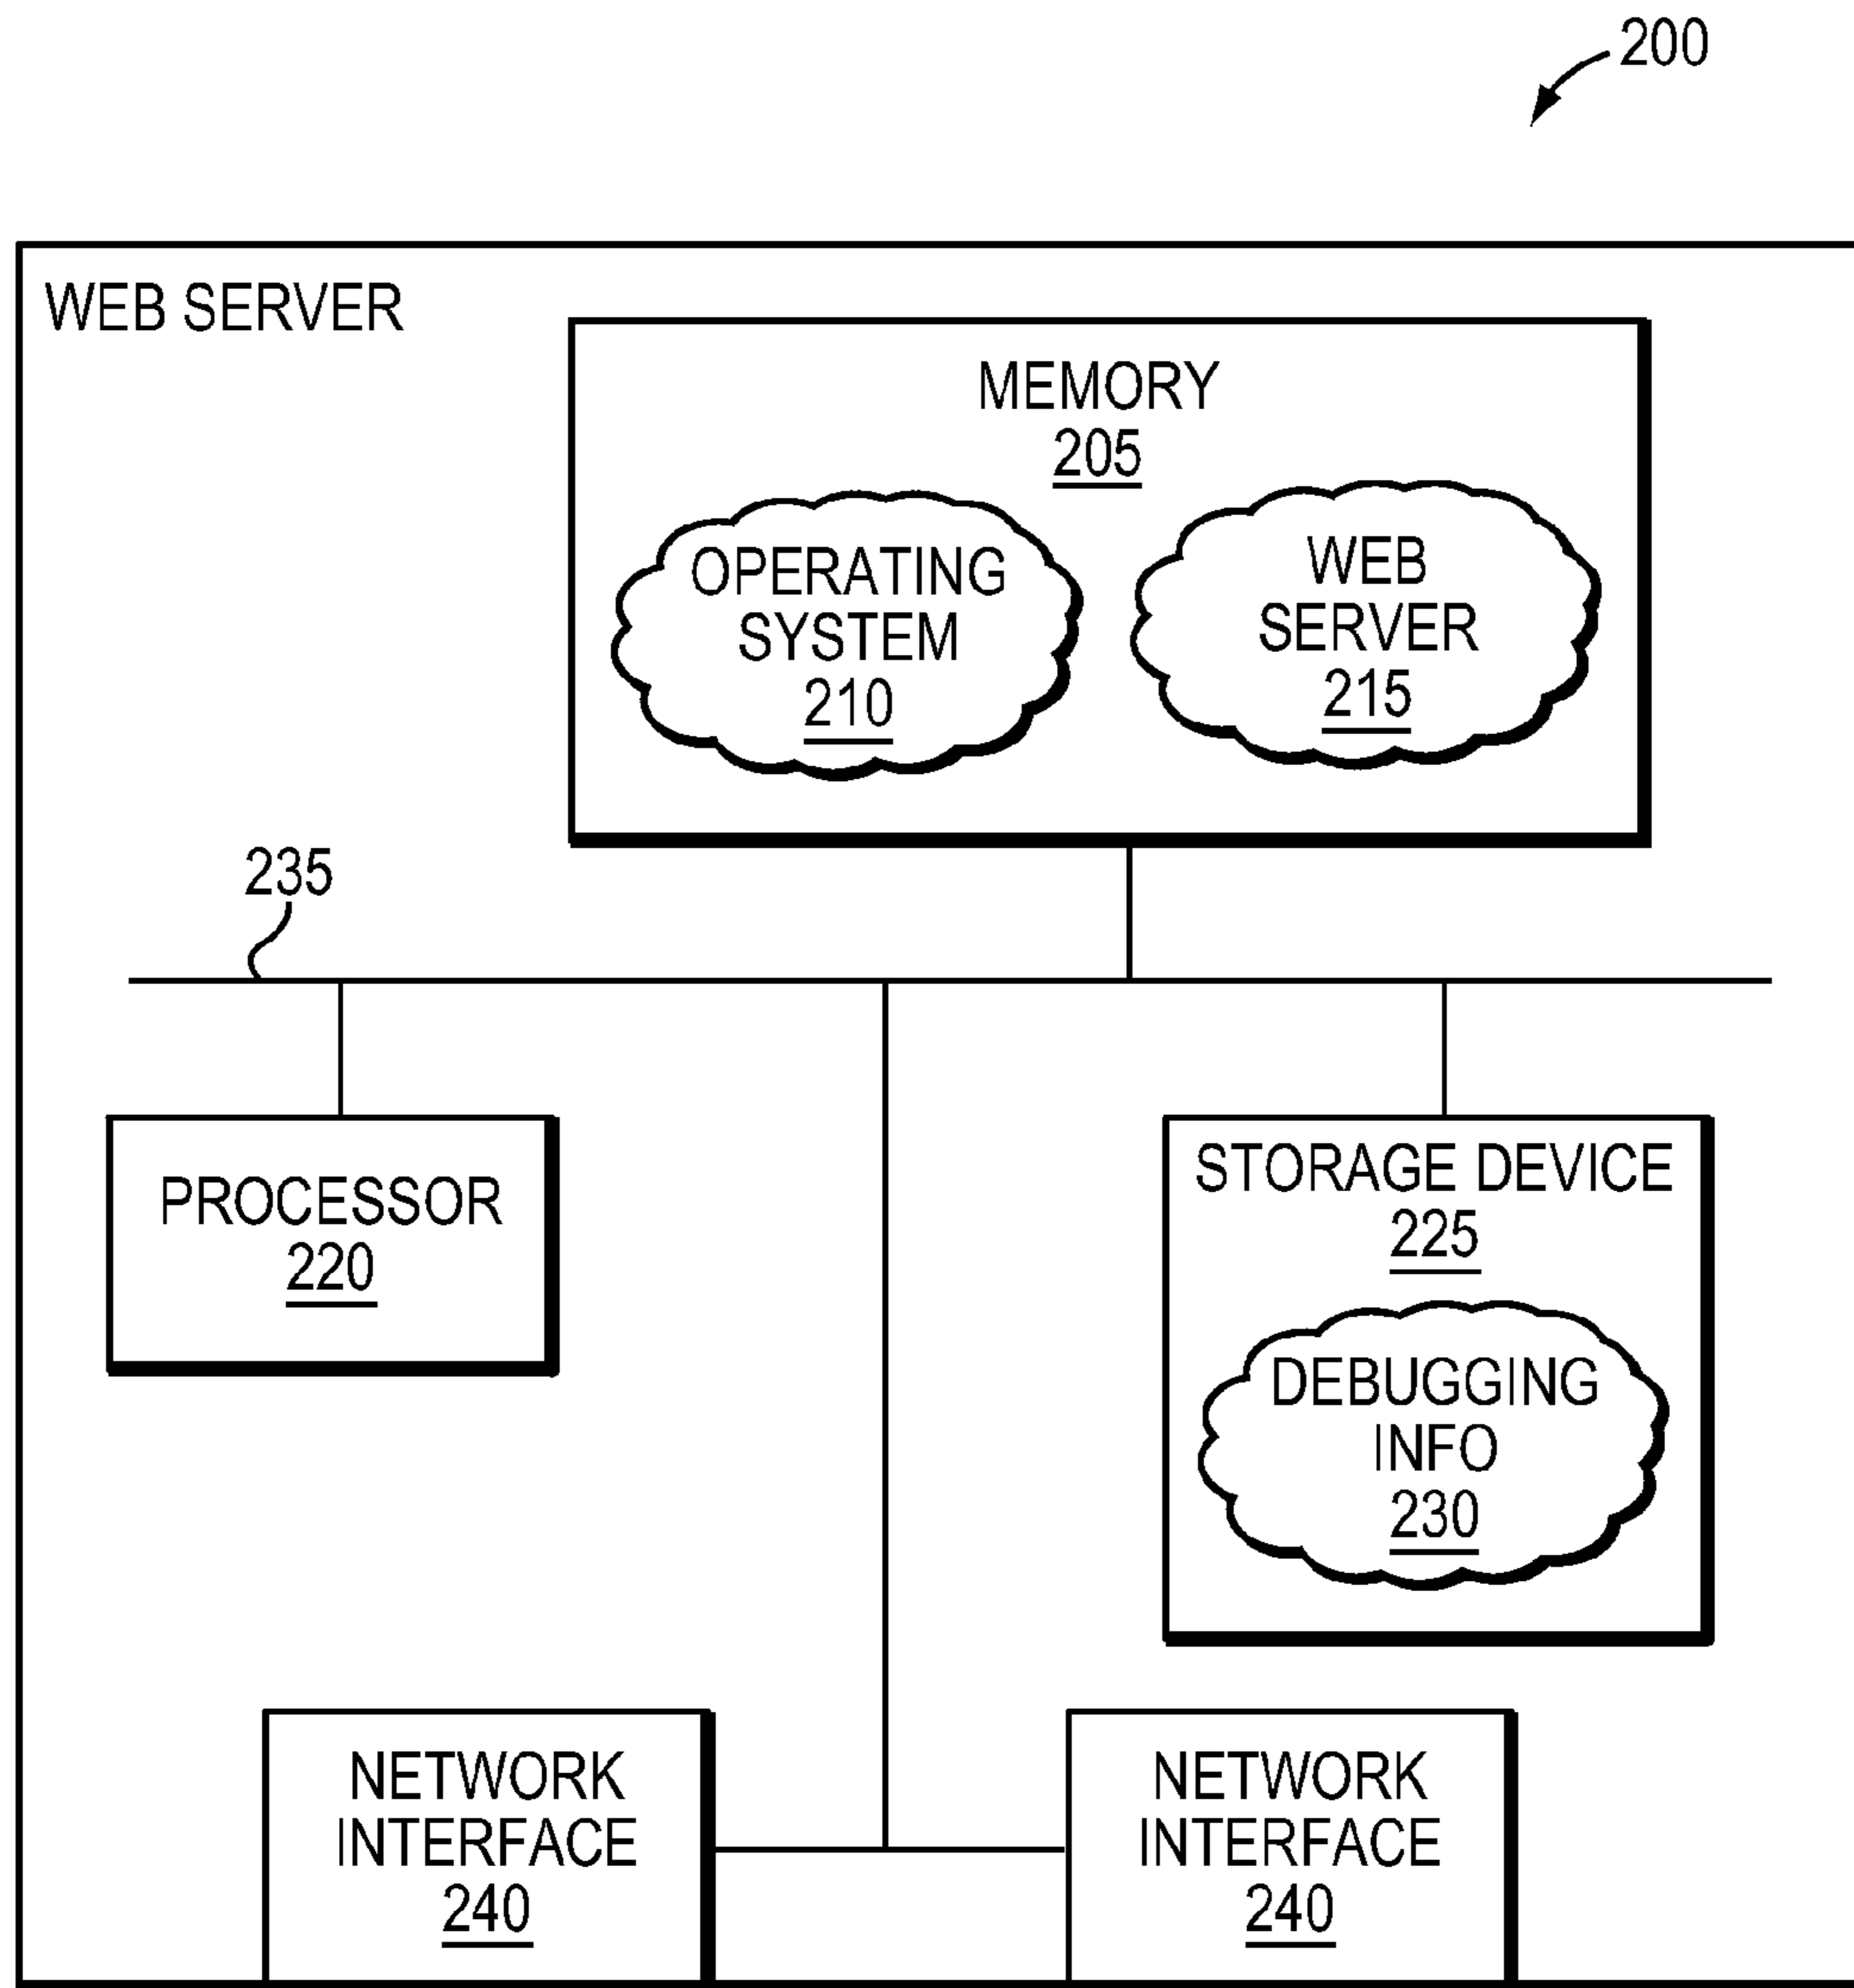 200
WEB SERVER
MEMORY
205
OPERATING
SYSTEM
210
WEB
SERVER
215
235
PROCESSOR
220
STORAGE DEVICE
225
DEBUGGING
INFO
230
NETWORK
INTERFACE
240
NETWORK
INTERFACE
240